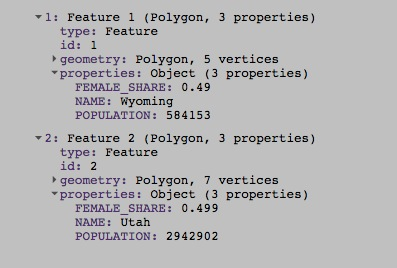 1: Feature 1 (Polygon, 3 properties)
type: Feature
id: 1
geometry: Polygon, 5 vertices
properties: Object (3 properties)
FEMALE_SHARE: 0.49
NAME: Wyoming
POPULATION: 584153
2: Feature 2 (Polygon, 3 properties)
type: Feature
id: 2
geometry: Polygon, 7 vertices
properties: Object (3 properties)
FEMALE_SHARE: 0.499
NAME: Utah
POPULATION: 2942902